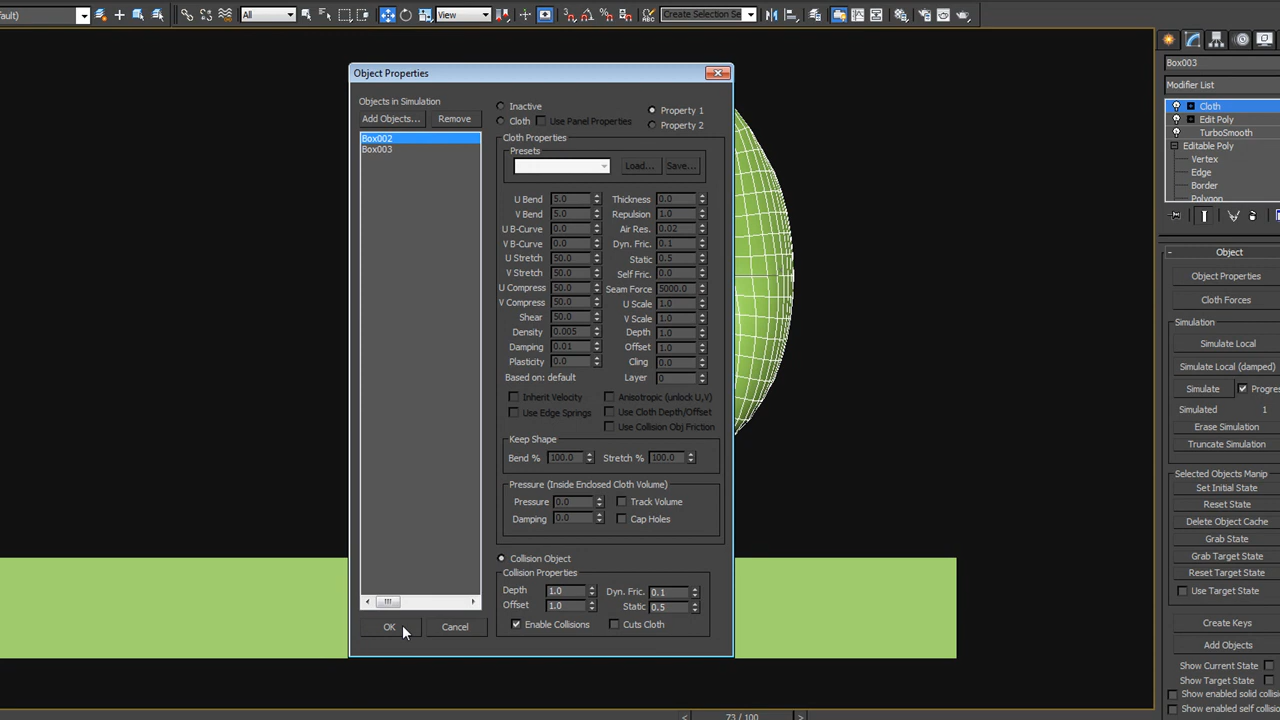 ault)
All
View
Create Selection Se
Object Properties
Objects in Simulation
Add Objects...
Remove
Box002
Box003
OK
Cancel
Inactive
Cloth
Use Panel Properties
Property 1
Property 2
Cloth Properties
Presets
Load...
Save...
U Bend 5.0
Thickness 0.0
V Bend 5.0
Repulsion 1.0
U B-Curve 0.0
Air Res. 0.02
V B-Curve 0.0
Dyn. Fric. 0.1
U Stretch 50.0
Static 0.5
V Stretch 50.0
Self Fric. 0.0
U Compress 50.0
Seam Force 5000.0
V Compress 50.0
U Scale 1.0
Shear 50.0
V Scale 1.0
Density 0.005
Depth 1.0
Damping 0.01
Offset 1.0
Plasticity 0.0
Cling 0.0
Based on: default
Layer 0
Inherit Velocity
Anisotropic (unlock U,V)
Use Edge Springs
Use Cloth Depth/Offset
Use Collision Obj Friction
Keep Shape
Bend % 100.0
Stretch % 100.0
Pressure (Inside Enclosed Cloth Volume)
Pressure 0.0
Track Volume
Damping 0.0
Cap Holes
Collision Object
Collision Properties
Depth 1.0
Dyn. Fric. 0.1
Offset 1.0
Static 0.5
Enable Collisions
Cuts Cloth
Box003
Modifier List
Cloth
Edit Poly
TurboSmooth
Editable Poly
Vertex
Edge
Border
Polygon
Object
Object Properties
Cloth Forces
Simulation
Simulate Local
Simulate Local (damped)
Simulate
Progres
Simulated 1
Erase Simulation
Truncate Simulation
Selected Objects Manip
Set Initial State
Reset State
Delete Object Cache
Grab State
Grab Target State
Reset Target State
Use Target State
Create Keys
Add Objects
Show Current State
Show Target State
Show enabled solid collisi
Show enabled self collisio
< 73 / 100 >